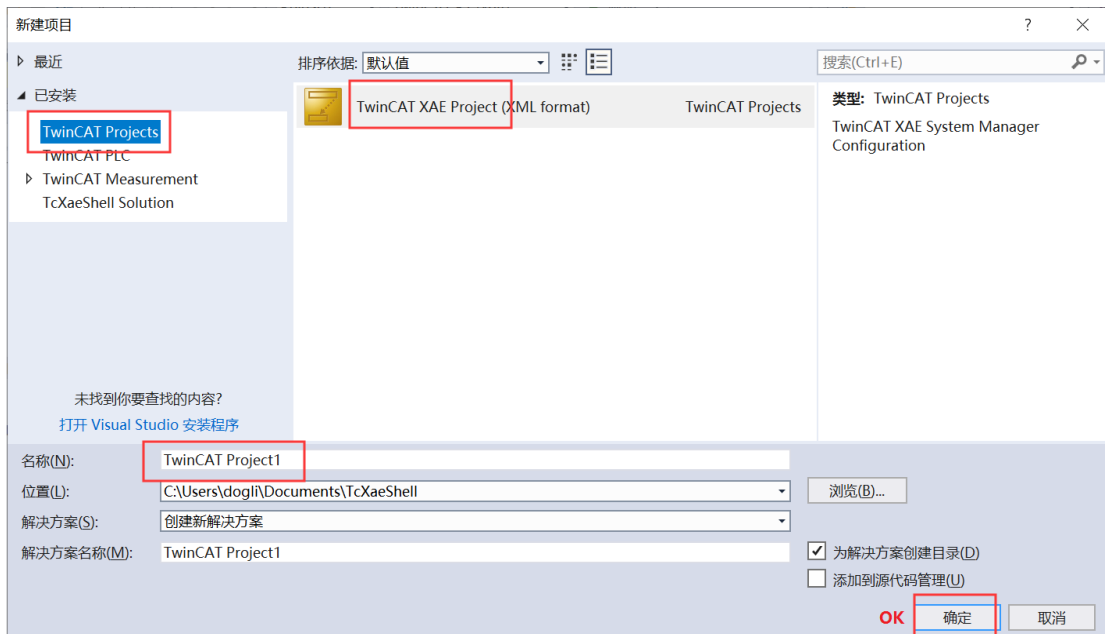 新建项目
?
最近
已安装
TwinCAT Projects
TwinCAT PLC
TwinCAT Measurement
TcXaeShell Solution
未找到你要查找的内容?
打开 Visual Studio 安装程序
排序依据: 默认值
TwinCAT XAE Project (XML format) TwinCAT Projects
搜索(Ctrl+E)
类型: TwinCAT Projects
TwinCAT XAE System Manager
Configuration
名称(N): TwinCAT Project1
位置(L): C:\Users\dogli\Documents\TcXaeShell 浏览(B)...
解决方案(S): 创建新解决方案
解决方案名称(M): TwinCAT Project1
为解决方案创建目录(D)
添加到源代码管理(U)
OK 确定 取消